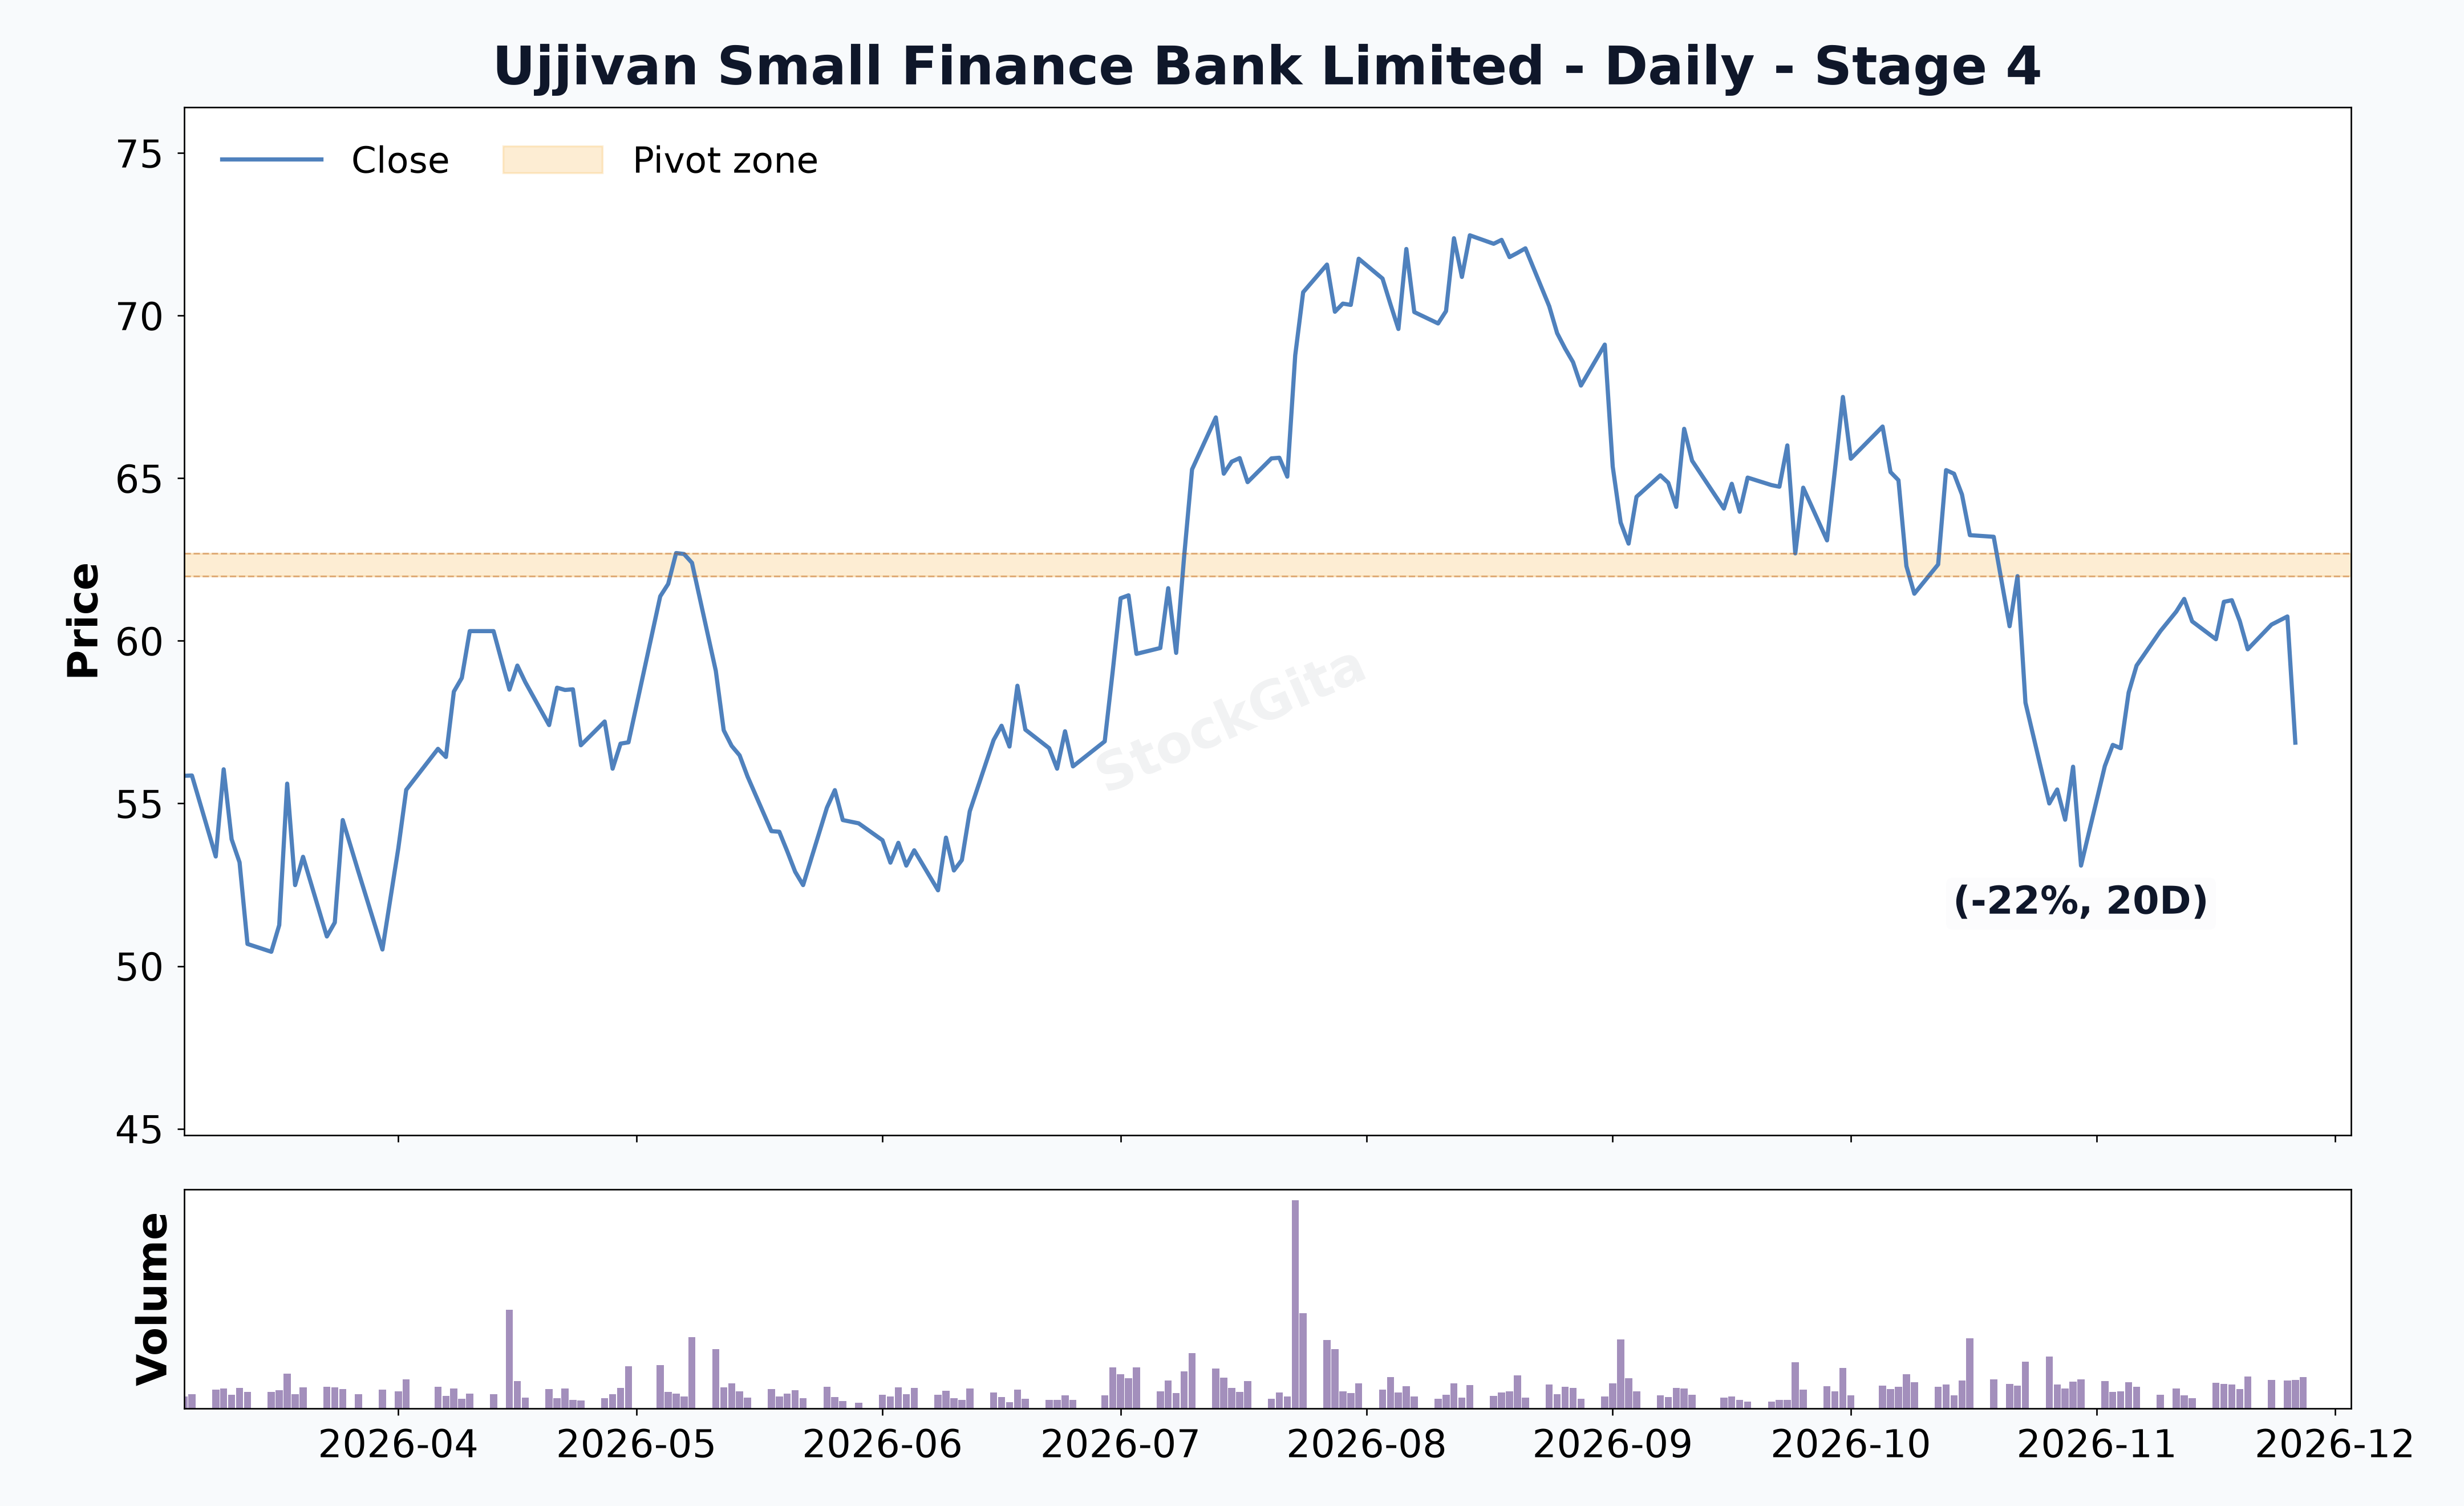 Ujjivan Small Finance Bank Limited - Daily - Stage 4
Close
Pivot zone
75
70
65
60
55
50
45
Price
StockGita
(-22%, 20D)
Volume
2026-04
2026-05
2026-06
2026-07
2026-08
2026-09
2026-10
2026-11
2026-12